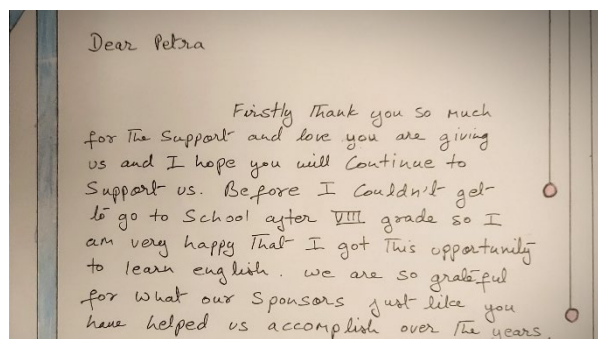 Dear Petra
Firstly Thank you so much
for The Support and love you are giving
us and I hope you will Continue to
Support us. Before I Couldn't get
to go to School after VIII grade so I
am very happy That I got This opportunity
to learn english. we are so grateful
for what our Sponsors just like you
have helped us accomplish over The years.